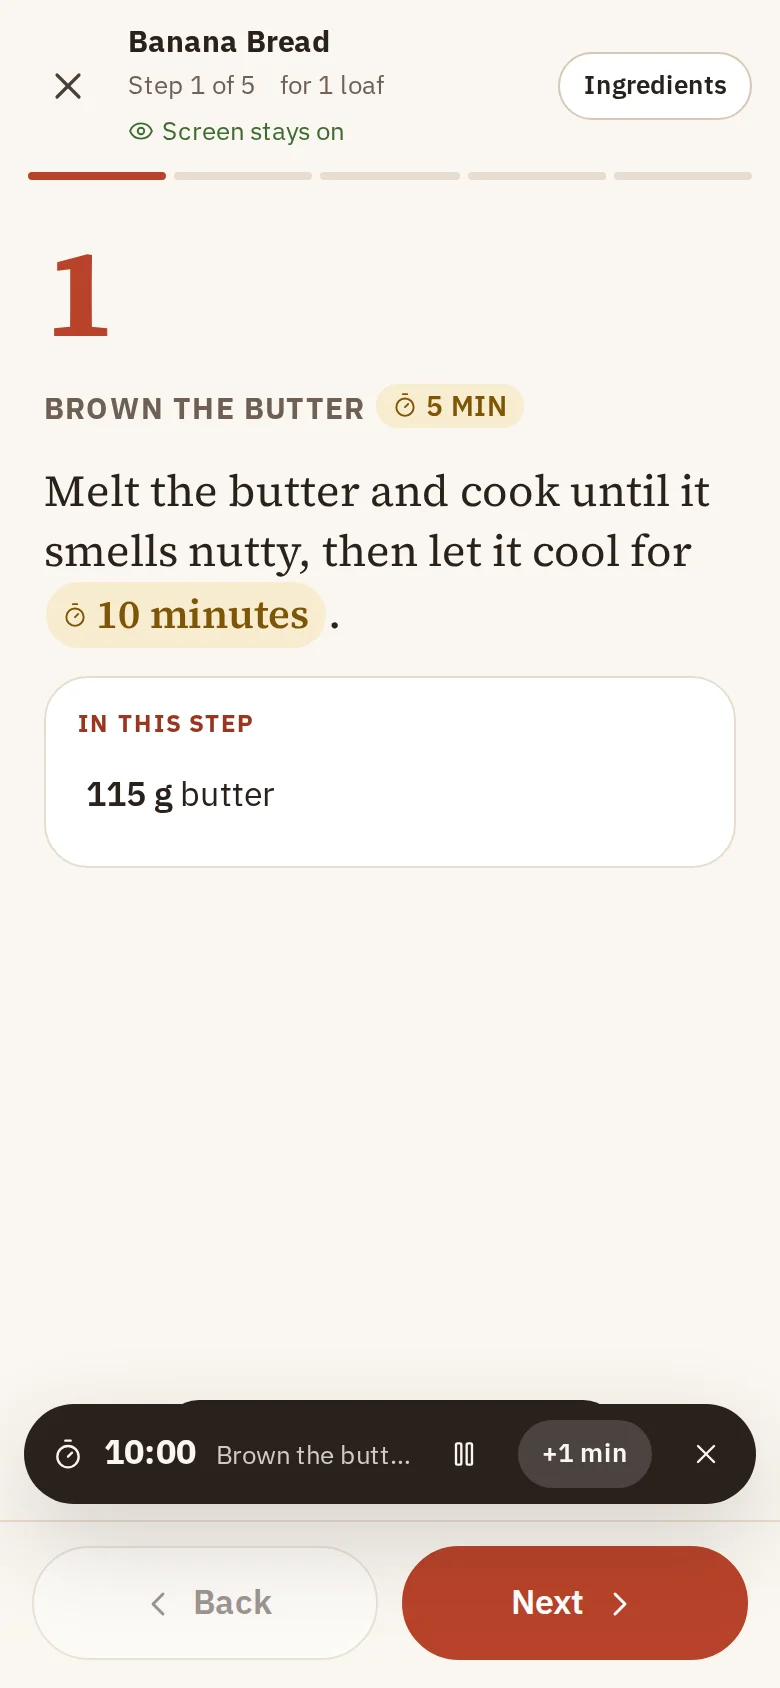 Banana Bread
Step 1 of 5 for 1 loaf
Screen stays on
Ingredients
1
BROWN THE BUTTER 5 MIN
Melt the butter and cook until it
smells nutty, then let it cool for
10 minutes .
IN THIS STEP
115 g butter
10:00 Brown the butt... +1 min
Back
Next